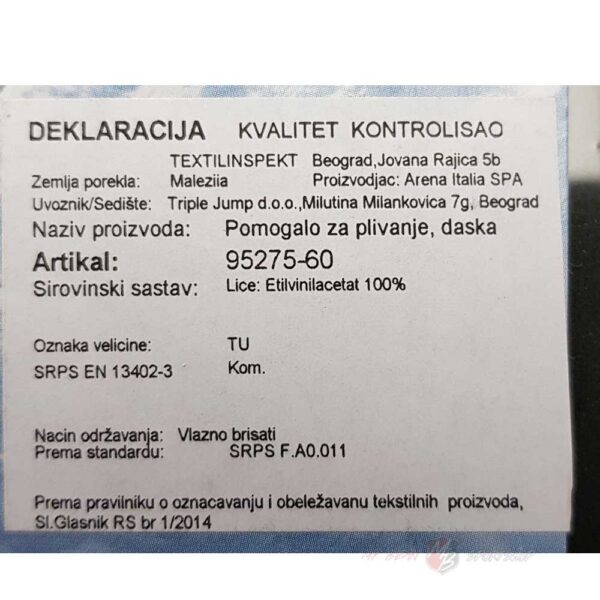 DEKLARACIJA KVALITET KONTROLISAO
TEXTILINSPEKT Beograd,Jovana Rajica 5b
Zemlja porekla: Maleziia Proizvodjac: Arena Italia SPA
Uvoznik/Sedište: Triple Jump d.o.o.,Milutina Milankovica 7g, Beograd
Naziv proizvoda: Pomogalo za plivanje, daska
Artikal: 95275-60
Sirovinski sastav: Lice: Etilvinilacetat 100%
Oznaka velicine: TU
SRPS EN 13402-3 Kom.
Nacin održavanja: Vlazno brisati
Prema standardu: SRPS F.A0.011
Prema pravilniku o oznacavanju i obeležavanu tekstilnih proizvoda,
Sl.Glasnik RS br 1/2014